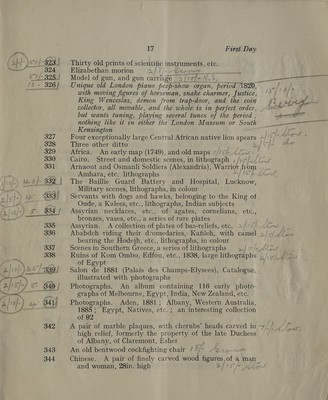 17 First Day
323 Thirty old prints of scientific instruments, etc.
324 Elizabethan morion
325 Model of gun, and gun carriage
326 Unique old London piano peep-show organ, period 1820,
with moving figures of horseman, snake charmer, Justice,
King Wenceslas, demon from trap-door, and the coin
collector, all movable, and the whole is in perfect order,
but wants tuning, playing several tunes of the period
nothing like it in either the London Museum or South
Kensington
327 Four exceptionally large Central African native lion spears
328 Three other ditto
329 Africa. An early map (1749), and old maps
330 Cairo. Street and domestic scenes, in lithograph
331 Arnaout and Osmanli Soldiers (Alexandria), Warrior from
Amhara, etc. lithographs
332 The Baillie Guard Battery and Hospital, Lucknow,
Military scenes, lithographs, in colour
333 Servants with dogs and hawks, belonging to the King of
Oude, a Kaleea, etc., lithographs, Indian subjects
334 Assyrian necklaces, etc., of agates, cornelians, etc.,
bronzes, vases, etc., a series of rare plates
335 Assyrian. A collection of plates of bas-reliefs, etc.
336 Ababdeh riding their dromedaries, Kafileh, with camel
bearing the Hodejh, etc., lithographs, in colour
337 Scenes in Southern Greece, a series of lithographs
338 Ruins of Kom Ombo, Edfou, etc., 1838, large lithographs
of Egypt
339 Salon de 1881 (Palais des Champs-Elysees), Catalogue,
illustrated with photographs
340 Photographs. An album containing 116 early photo-
graphs of Melbourne, Egypt, India, New Zealand, etc.
341 Photographs. Aden, 1881; Albany, Western Australia,
1885; Egypt, Natives, etc.; an interesting collection
of 92
342 A pair of marble plaques, with cherubs' heads carved in
high relief, formerly the property of the late Duchess
of Albany, of Claremont, Esher
343 An old bentwood cockfighting chair
344 Chinese. A pair of finely carved wood figures of a man
and woman, 28in. high